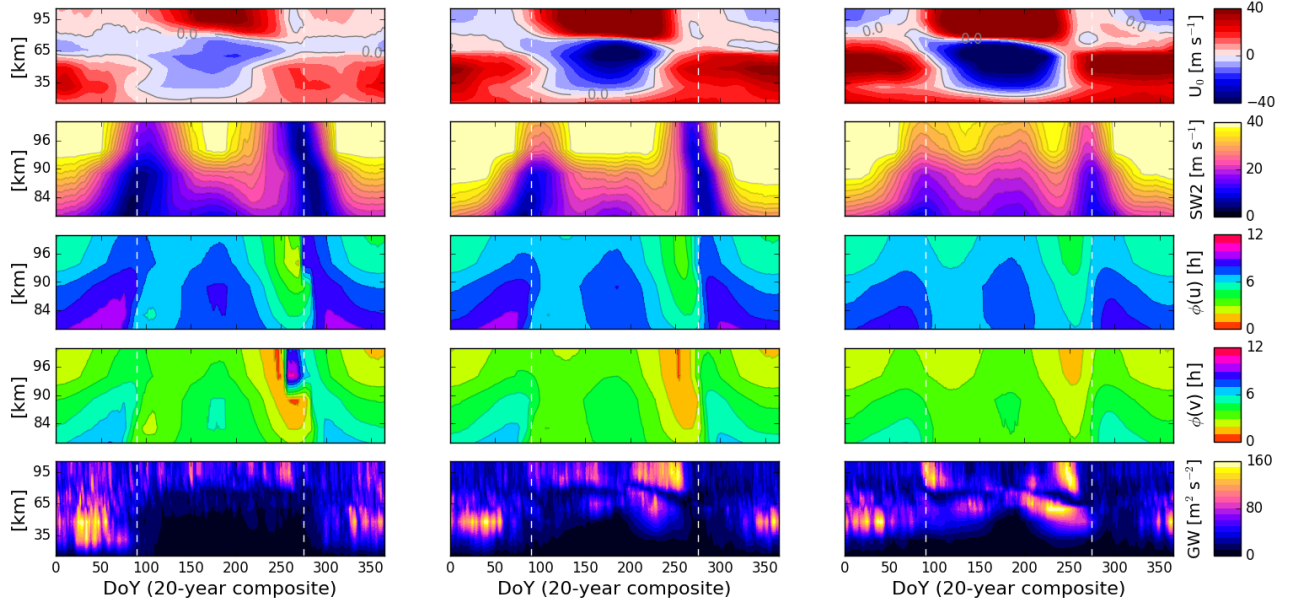 [km] 95 65 35 0.0 0.0 0.0 0.0 0.0 0.0 40 0 −40 U₀ [m s⁻¹]
[km] 96 90 84 40 20 0 SW2 [m s⁻¹]
[km] 96 90 84 12 6 0 ϕ(u) [h]
[km] 96 90 84 12 6 0 ϕ(v) [h]
[km] 95 65 35 160 80 0 GW [m² s⁻²]
0 50 100 150 200 250 300 350 0 50 100 150 200 250 300 350 0 50 100 150 200 250 300 350
DoY (20-year composite) DoY (20-year composite) DoY (20-year composite)